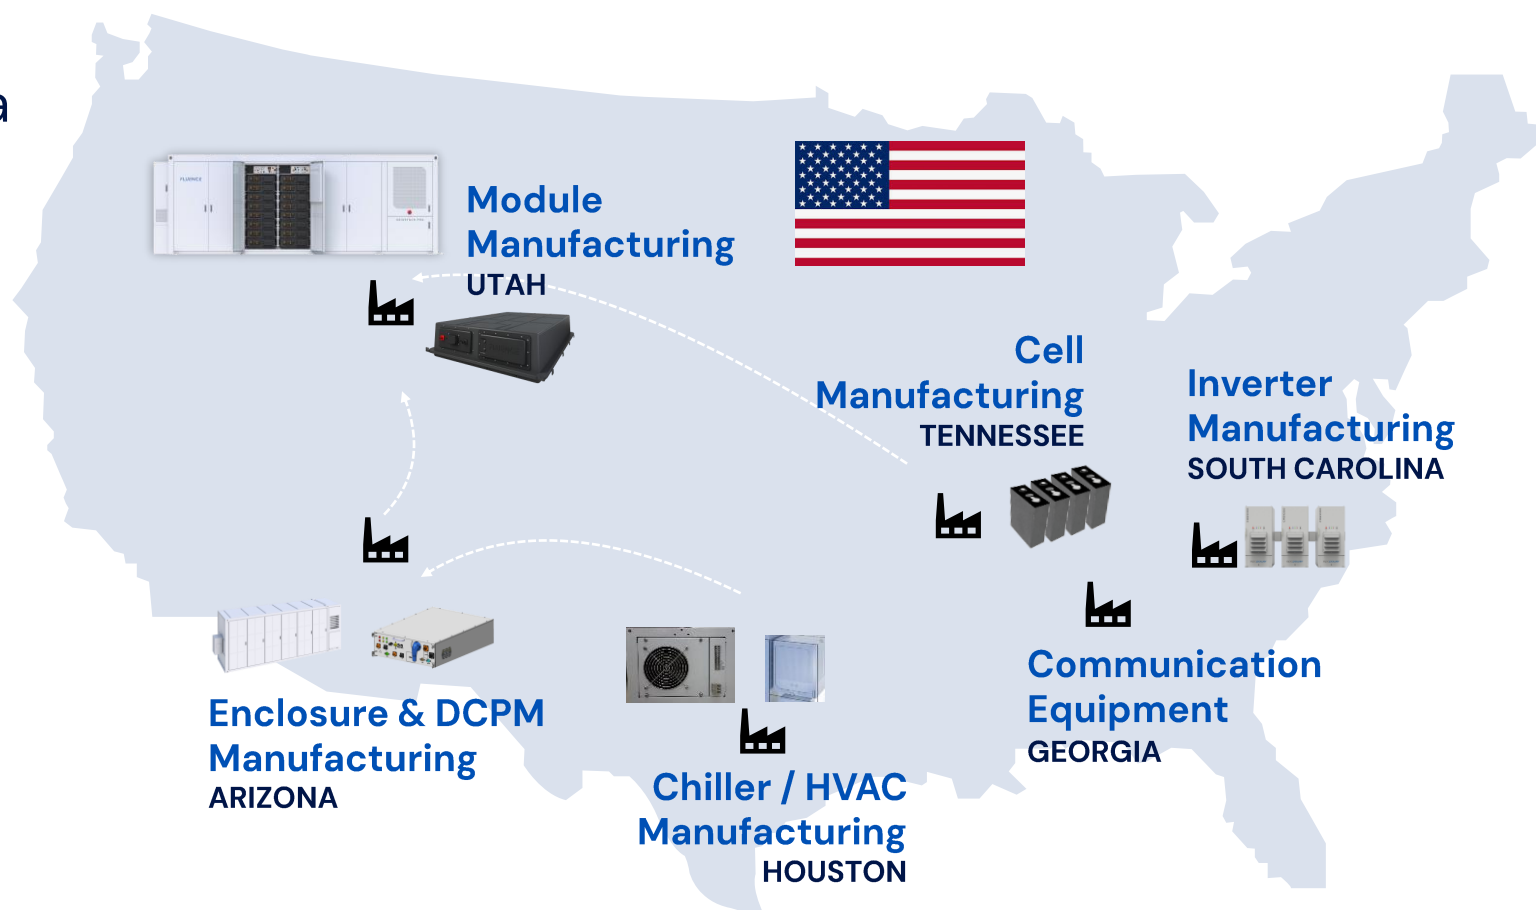 a
FLUENCE
Module
Manufacturing
UTAH
Cell
Manufacturing
TENNESSEE
Inverter
Manufacturing
SOUTH CAROLINA
Communication
Equipment
GEORGIA
Enclosure & DCPM
Manufacturing
ARIZONA
Chiller / HVAC
Manufacturing
HOUSTON